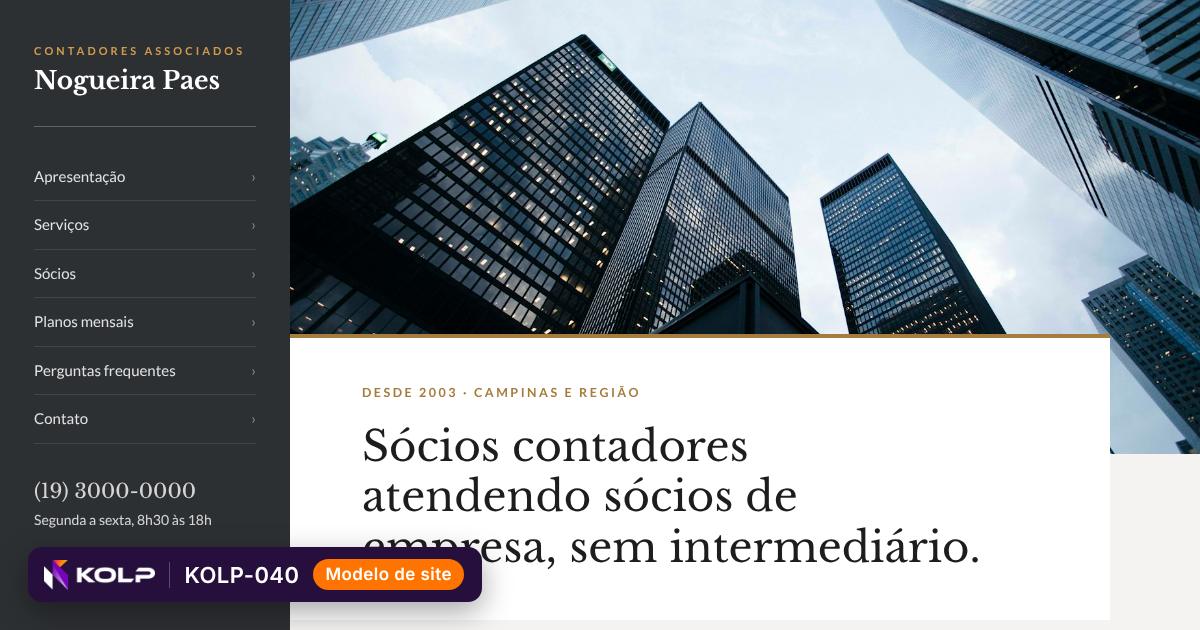 CONTADORES ASSOCIADOS
Nogueira Paes
Apresentação
Serviços
Sócios
Planos mensais
Perguntas frequentes
Contato
(19) 3000-0000
Segunda a sexta, 8h30 às 18h
DESDE 2003 · CAMPINAS E REGIÃO
Sócios contadores
atendendo sócios de
empresa, sem intermediário.
KOLP
KOLP-040
Modelo de site